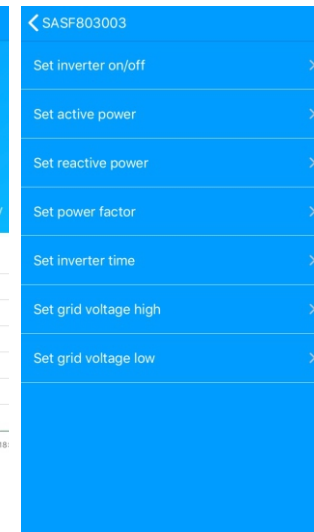 SASF803003
Set inverter on/off
Set active power
Set reactive power
Set power factor
Set inverter time
Set grid voltage high
Set grid voltage low